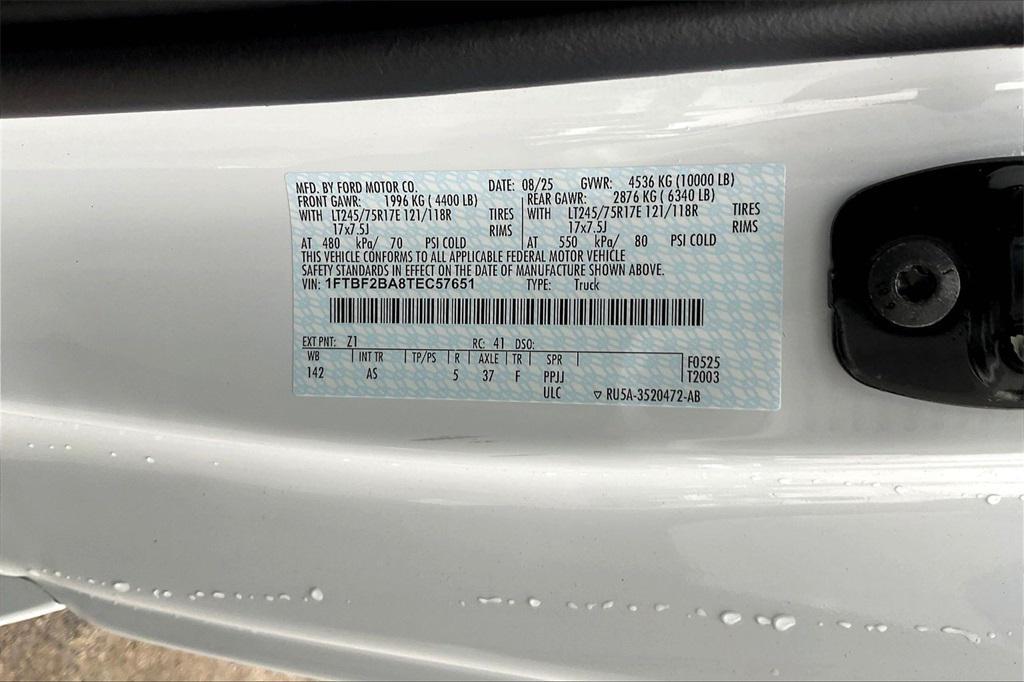 MFD. BY FORD MOTOR CO. DATE: 08/25 GVWR: 4536 KG (10000 LB)
FRONT GAWR: 1996 KG ( 4400 LB) REAR GAWR: 2876 KG ( 6340 LB)
WITH LT245/75R17E 121/118R TIRES WITH LT245/75R17E 121/118R TIRES
17x7.5J RIMS 17x7.5J RIMS
AT 480 kPa/ 70 PSI COLD AT 550 kPa/ 80 PSI COLD
THIS VEHICLE CONFORMS TO ALL APPLICABLE FEDERAL MOTOR VEHICLE
SAFETY STANDARDS IN EFFECT ON THE DATE OF MANUFACTURE SHOWN ABOVE.
VIN: 1FTBF2BA8TEC57651 TYPE: Truck
EXT PNT: Z1 RC: 41 DSO:
WB INT TR TP/PS R AXLE TR SPR F0525
142 AS 5 37 F PPJJ T2003
ULC RU5A-3520472-AB